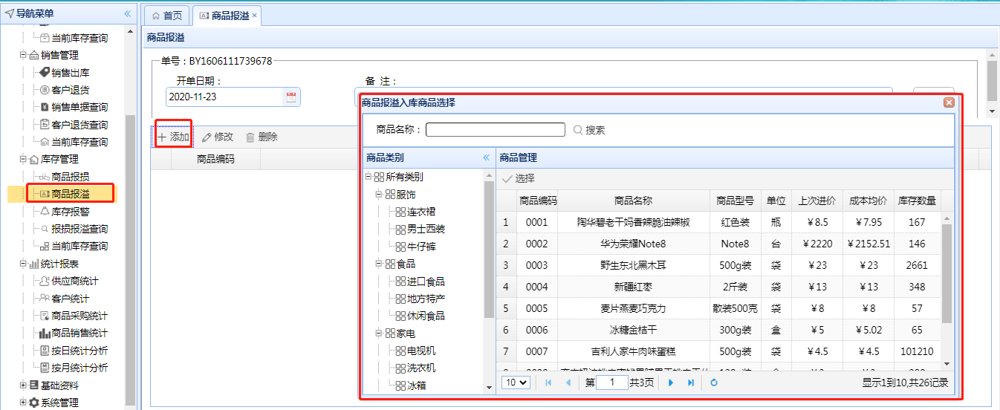 导航菜单
当前库存查询
销售管理
销售出库
客户退货
销售单据查询
客户退货查询
当前库存查询
库存管理
商品报损
商品报溢
库存报警
报损报溢查询
当前库存查询
统计报表
供应商统计
客户统计
商品采购统计
商品销售统计
按日统计分析
按月统计分析
基础资料
系统管理
首页 商品报溢
商品报溢
单号：BY1606111739678
开单日期： 备 注：
2020-11-23
添加 修改 删除
商品编码
商品报溢入库商品选择
商品名称： 搜索
商品类别
所有类别
服饰
连衣裙
男士西装
牛仔裤
食品
进口食品
地方特产
休闲食品
家电
电视机
洗衣机
冰箱
商品管理
选择
商品编码 商品名称 商品型号 单位 上次进价 成本均价 库存数量
1 0001 陶华碧老干妈香辣脆油辣椒 红色装 瓶 ¥8.5 ¥7.95 167
2 0002 华为荣耀Note8 Note8 台 ¥2220 ¥2152.51 146
3 0003 野生东北黑木耳 500g装 袋 ¥23 ¥23 2661
4 0004 新疆红枣 2斤装 袋 ¥13 ¥13 348
5 0005 麦片燕麦巧克力 散装500克 袋 ¥8 ¥8 57
6 0006 冰糖金桔干 300g装 盒 ¥5 ¥5.02 65
7 0007 吉利人家牛肉味蛋糕 500g装 袋 ¥4.5 ¥4.5 101210
10 第 1 共3页 显示1到10,共26记录